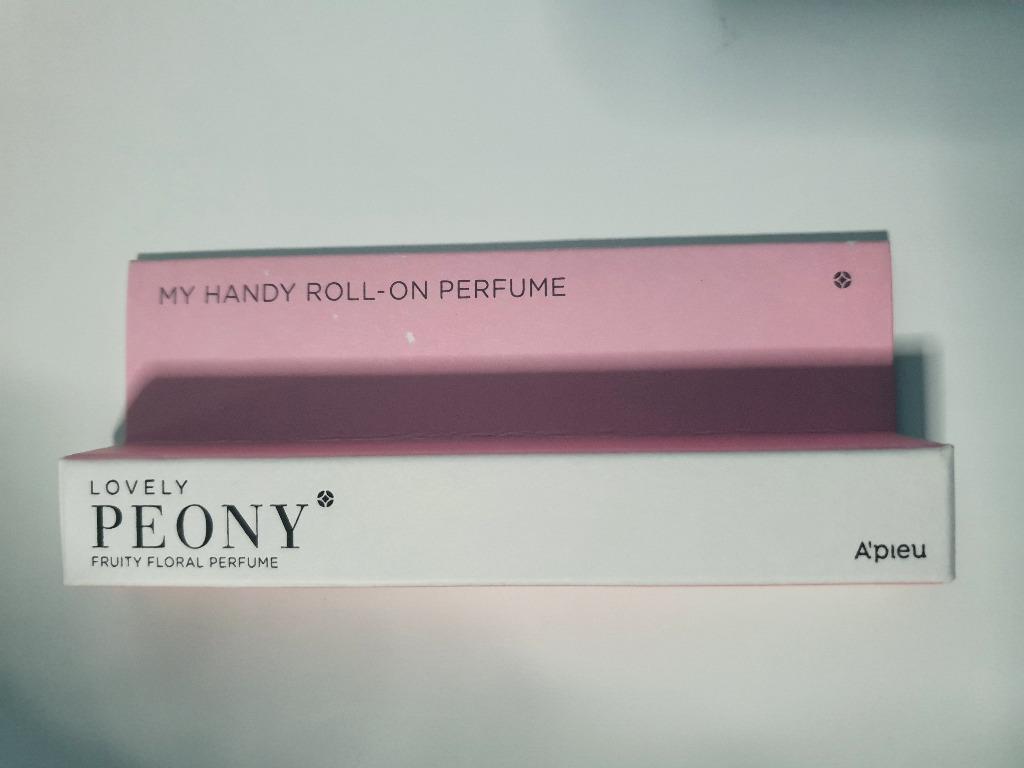 MY HANDY ROLL-ON PERFUME
LOVELY
PEONY
FRUITY FLORAL PERFUME
A'pieu